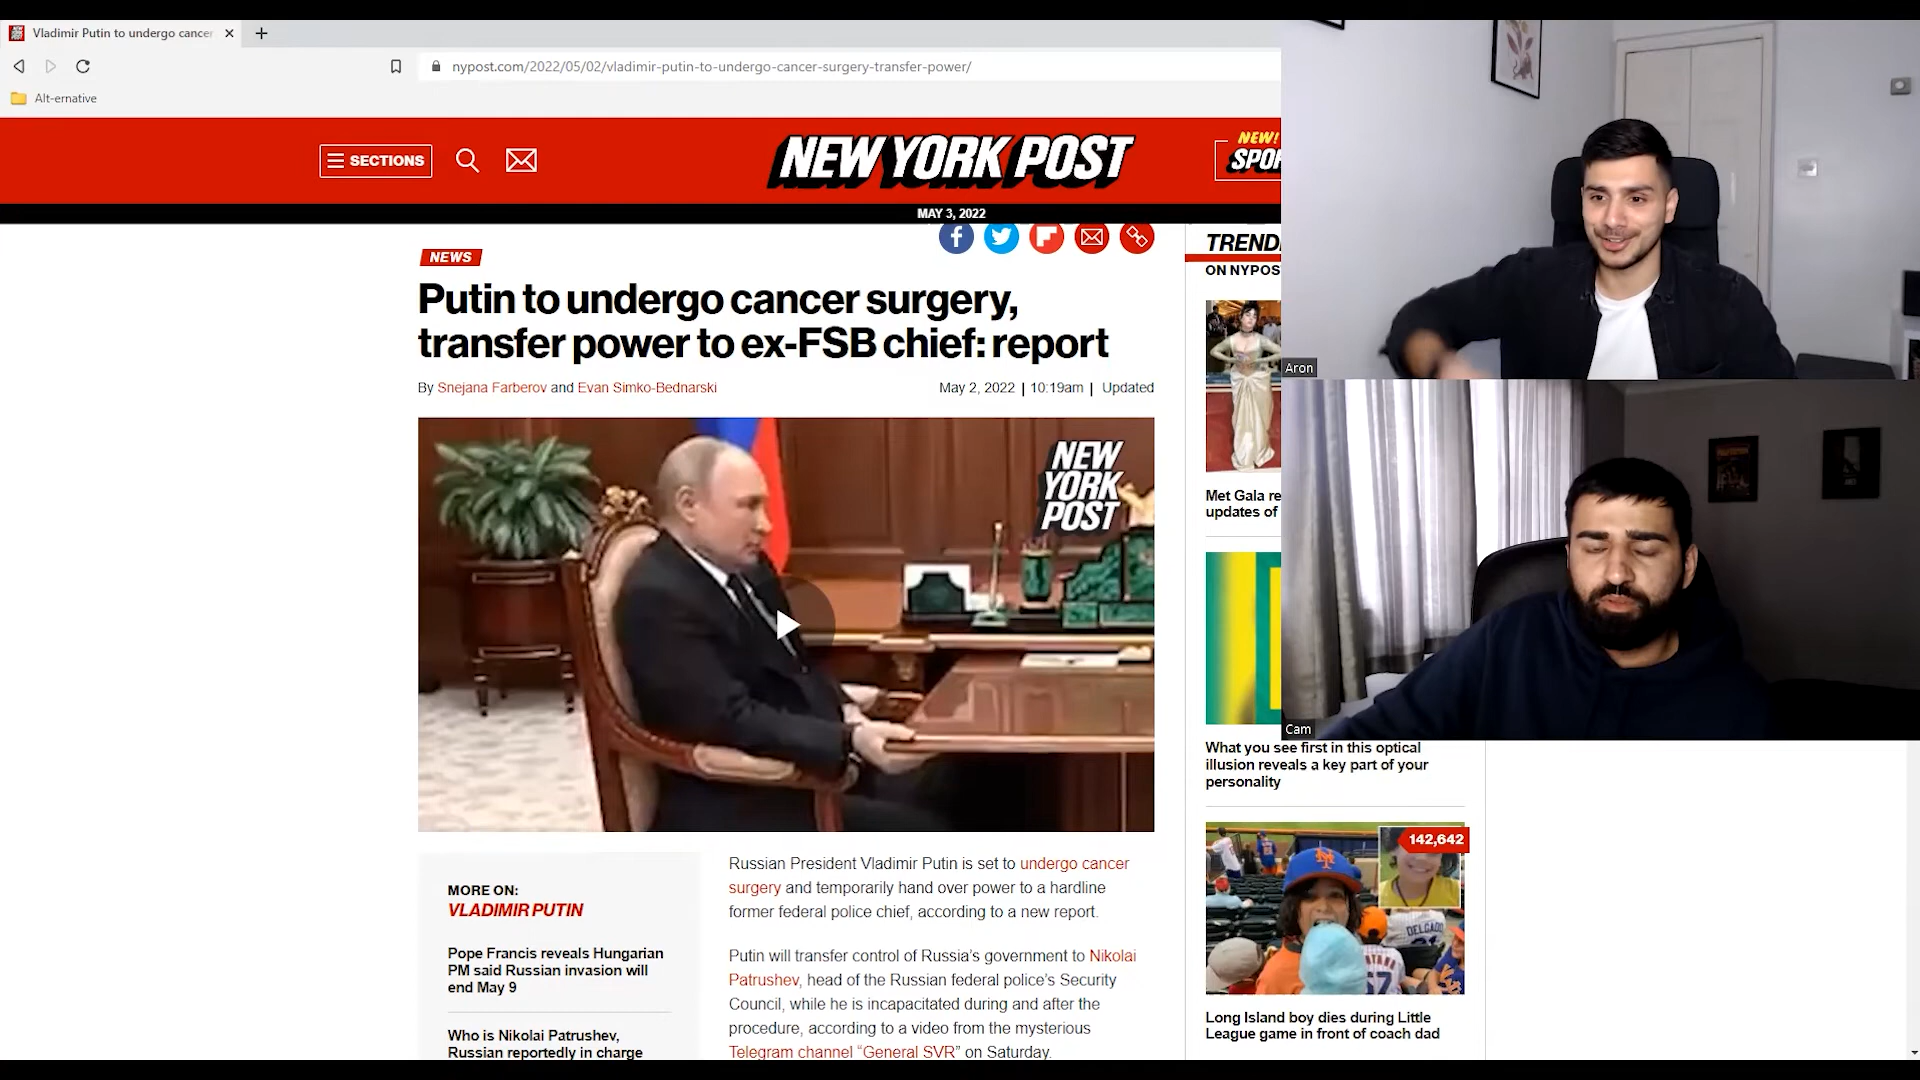 Vladimir Putin to undergo cancer
nypost.com/2022/05/02/vladimir-putin-to-undergo-cancer-surgery-transfer-power/
Alt-ernative
SECTIONS
NEW YORK POST
NEW!
SPOR
MAY 3, 2022
NEWS
Putin to undergo cancer surgery,
transfer power to ex-FSB chief: report
By Snejana Farberov and Evan Simko-Bednarski
May 2, 2022 | 10:19am | Updated
NEW
YORK
POST
MORE ON:
VLADIMIR PUTIN
Pope Francis reveals Hungarian
PM said Russian invasion will
end May 9
Who is Nikolai Patrushev,
Russian reportedly in charge
Russian President Vladimir Putin is set to undergo cancer
surgery and temporarily hand over power to a hardline
former federal police chief, according to a new report.
Putin will transfer control of Russia's government to Nikolai
Patrushev, head of the Russian federal police's Security
Council, while he is incapacitated during and after the
procedure, according to a video from the mysterious
Telegram channel “General SVR” on Saturday.
TRENDI
ON NYPOS
Met Gala re
updates of
What you see first in this optical
illusion reveals a key part of your
personality
142,642
DELGADO
Long Island boy dies during Little
League game in front of coach dad
Aron
Cam